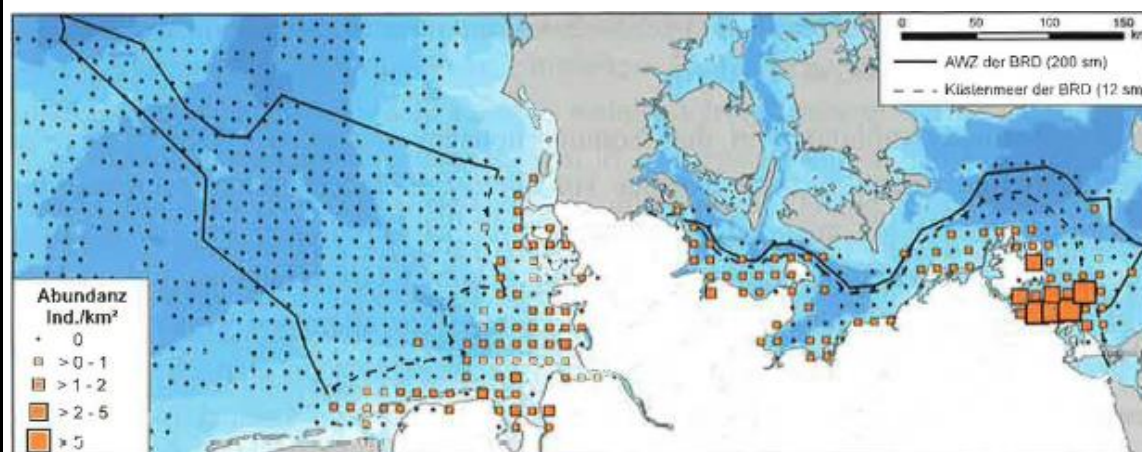 0 50 100 150
km
AWZ der BRD (200 sm)
Küstenmeer der BRD (12 sm
Abundanz
Ind./km²
0
> 0 - 1
> 1 - 2
> 2 - 5
> 5